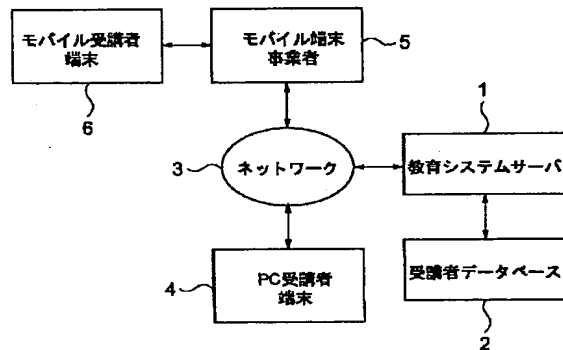 モバイル受講者
端末
6
モバイル端末
事業者
5
1
3
ネットワーク
教育システムサーバ
4
PC受講者
端末
受講者データベース
2